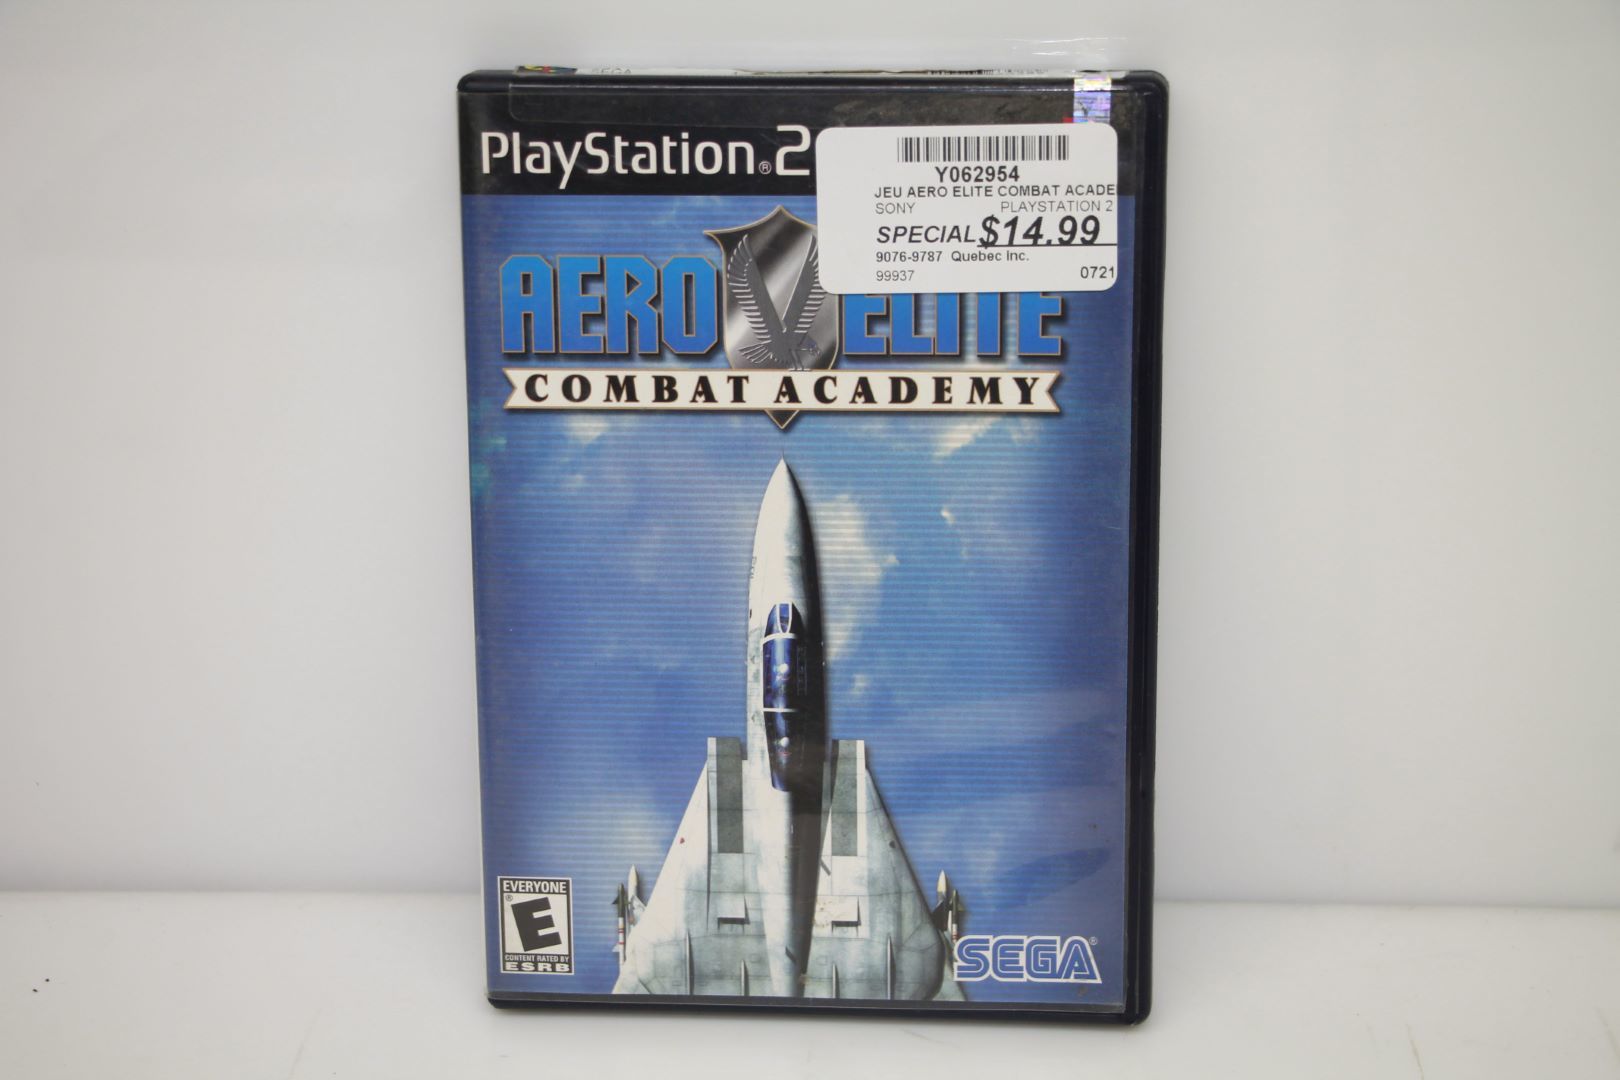 SEGA
PlayStation®2
Y062954
JEU AERO ELITE COMBAT ACADE
SONY PLAYSTATION 2
SPECIAL $14.99
9076-9787 Quebec Inc.
99937 0721
AERO ELITE
COMBAT ACADEMY
EVERYONE
E®
CONTENT RATED BY
ESRB
SEGA®